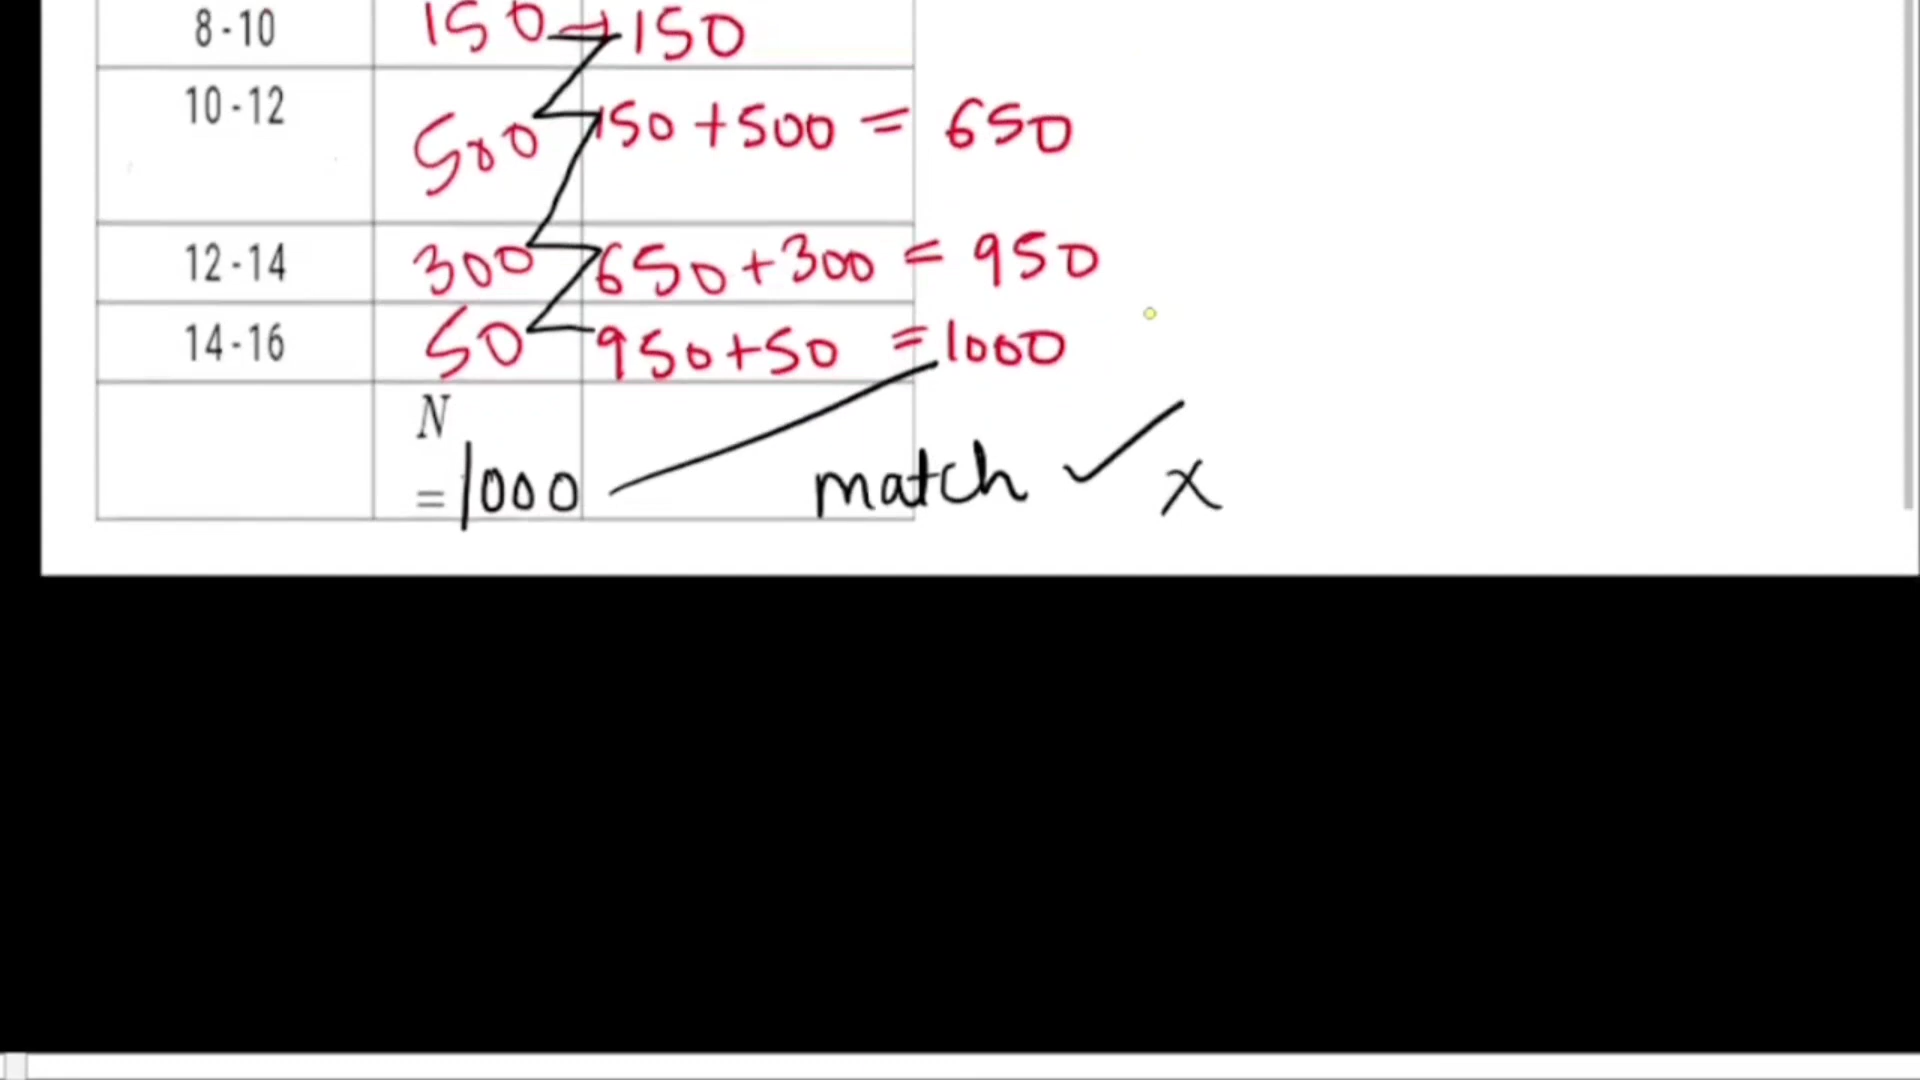 8-10 150 → 150
10-12 500 150+500 = 650
12-14 300 650+300 = 950
14-16 50 950+50 = 1000
N
= 1000 match ✓ x